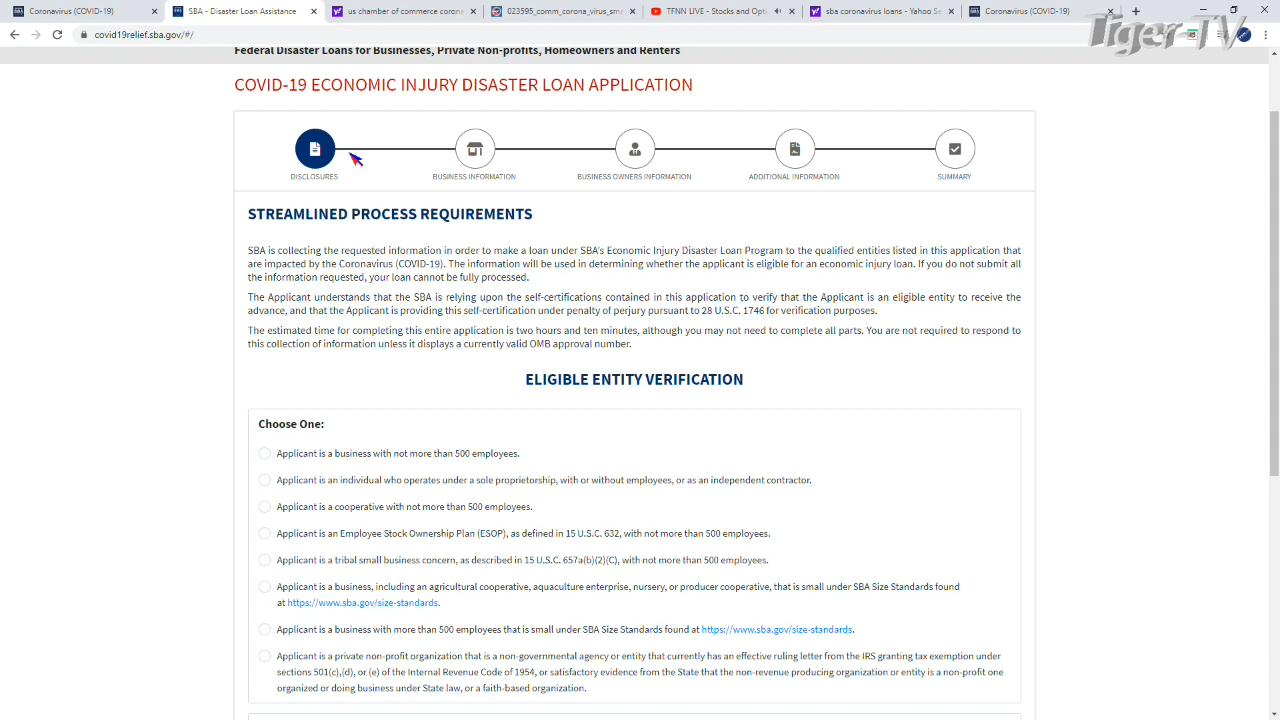 Coronavirus (COVID-19)
SBA - Disaster Loan Assistance
us chamber of commerce corona
023595_comm_corona_virus_sma
TFNN LIVE - Stocks and Opti
sba coronavirus loans - Yahoo Se
Coronavirus (COVID-19)
covid19relief.sba.gov/#/
Tiger-TV
Federal Disaster Loans for Businesses, Private Non-profits, Homeowners and Renters
COVID-19 ECONOMIC INJURY DISASTER LOAN APPLICATION
DISCLOSURES
BUSINESS INFORMATION
BUSINESS OWNERS INFORMATION
ADDITIONAL INFORMATION
SUMMARY
STREAMLINED PROCESS REQUIREMENTS
SBA is collecting the requested information in order to make a loan under SBA's Economic Injury Disaster Loan Program to the qualified entities listed in this application that
are impacted by the Coronavirus (COVID-19). The information will be used in determining whether the applicant is eligible for an economic injury loan. If you do not submit all
the information requested, your loan cannot be fully processed.
The Applicant understands that the SBA is relying upon the self-certifications contained in this application to verify that the Applicant is an eligible entity to receive the
advance, and that the Applicant is providing this self-certification under penalty of perjury pursuant to 28 U.S.C. 1746 for verification purposes.
The estimated time for completing this entire application is two hours and ten minutes, although you may not need to complete all parts. You are not required to respond to
this collection of information unless it displays a currently valid OMB approval number.
ELIGIBLE ENTITY VERIFICATION
Choose One:
Applicant is a business with not more than 500 employees.
Applicant is an individual who operates under a sole proprietorship, with or without employees, or as an independent contractor.
Applicant is a cooperative with not more than 500 employees.
Applicant is an Employee Stock Ownership Plan (ESOP), as defined in 15 U.S.C. 632, with not more than 500 employees.
Applicant is a tribal small business concern, as described in 15 U.S.C. 657a(b)(2)(C), with not more than 500 employees.
Applicant is a business, including an agricultural cooperative, aquaculture enterprise, nursery, or producer cooperative, that is small under SBA Size Standards found
at https://www.sba.gov/size-standards.
Applicant is a business with more than 500 employees that is small under SBA Size Standards found at https://www.sba.gov/size-standards.
Applicant is a private non-profit organization that is a non-governmental agency or entity that currently has an effective ruling letter from the IRS granting tax exemption under
sections 501(c),(d), or (e) of the Internal Revenue Code of 1954, or satisfactory evidence from the State that the non-revenue producing organization or entity is a non-profit one
organized or doing business under State law, or a faith-based organization.